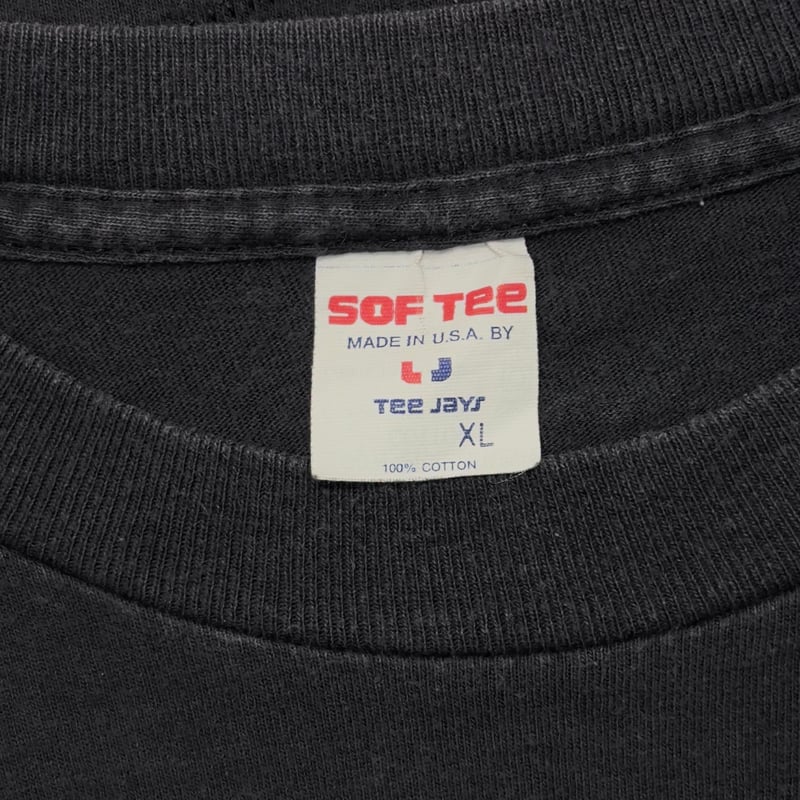 SOF TEE
MADE IN U.S.A. BY
TEE JAYS
XL
100% COTTON